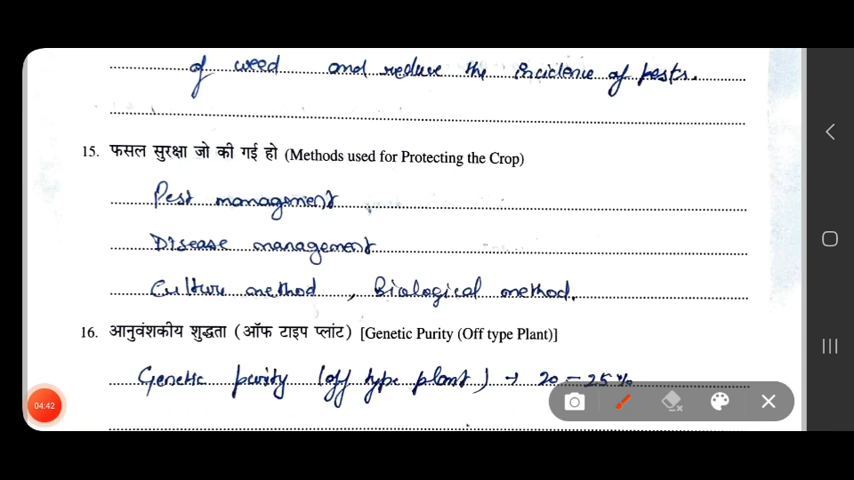 of weed and reduce the incidence of pests.
15. फसल सुरक्षा जो की गई हो (Methods used for Protecting the Crop)
Pest management
Disease management
Culture method , Biological method.
16. आनुवंशकीय शुद्धता (ऑफ टाइप प्लांट) [Genetic Purity (Off type Plant)]
Genetic purity (off type plant) → 20 – 25%
04:42